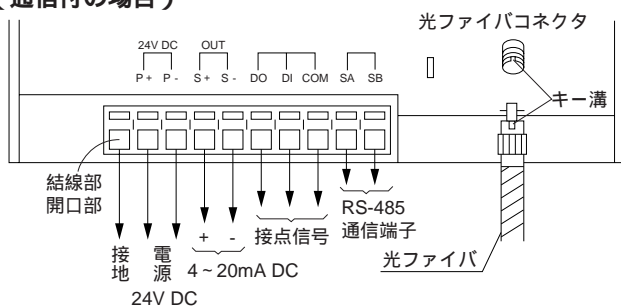 (通信付の場合)
光ファイバコネクタ
24V DC OUT
P+ P- S+ S- DO DI COM SA SB
キー溝
結線部
開口部
接地
電源
24V DC
+ -
4~20mA DC
接点信号
RS-485
通信端子
光ファイバ